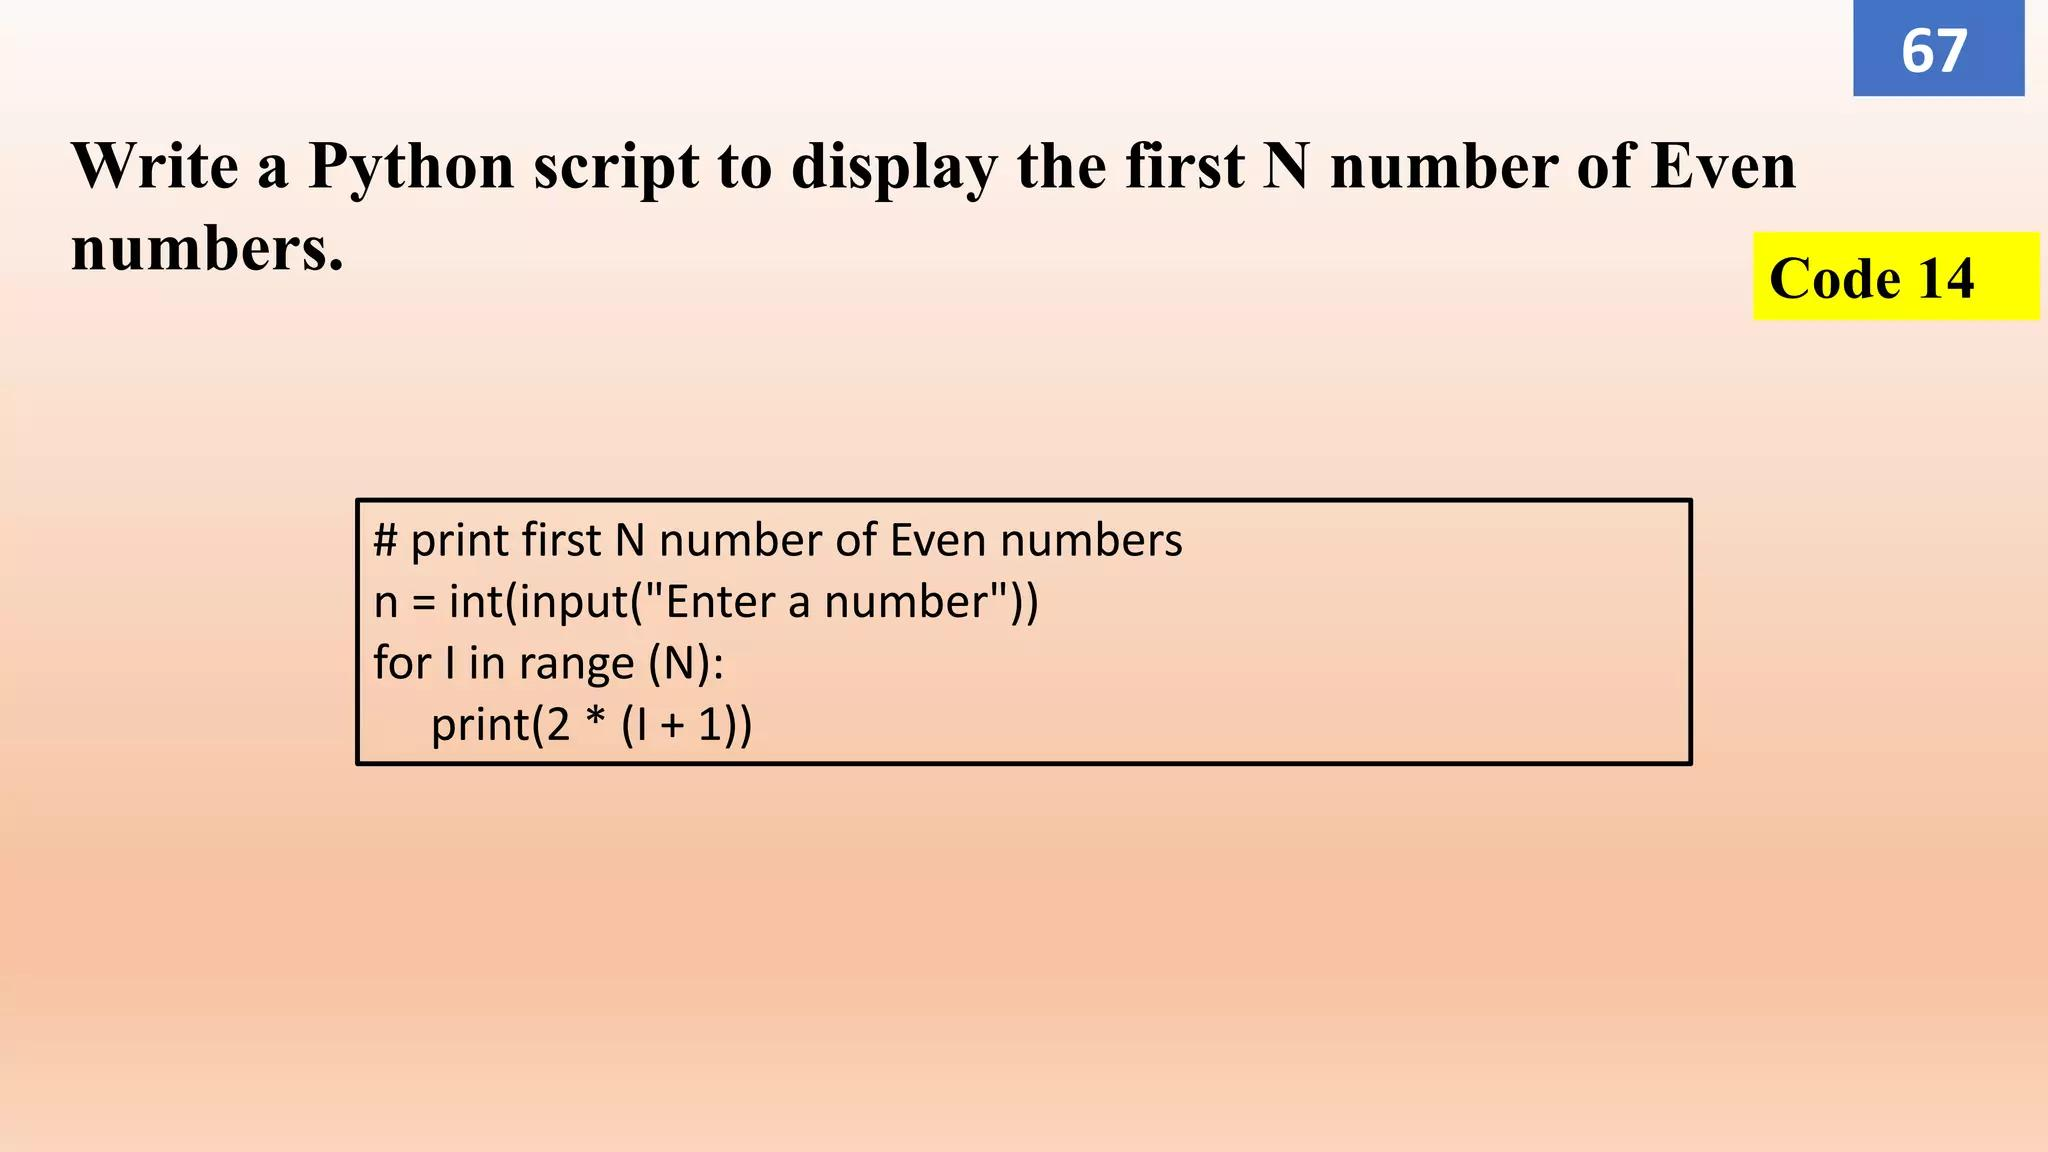 67
Write a Python script to display the first N number of Even
numbers.
Code 14
# print first N number of Even numbers
n = int(input("Enter a number"))
for I in range (N):
print(2 * (I + 1))